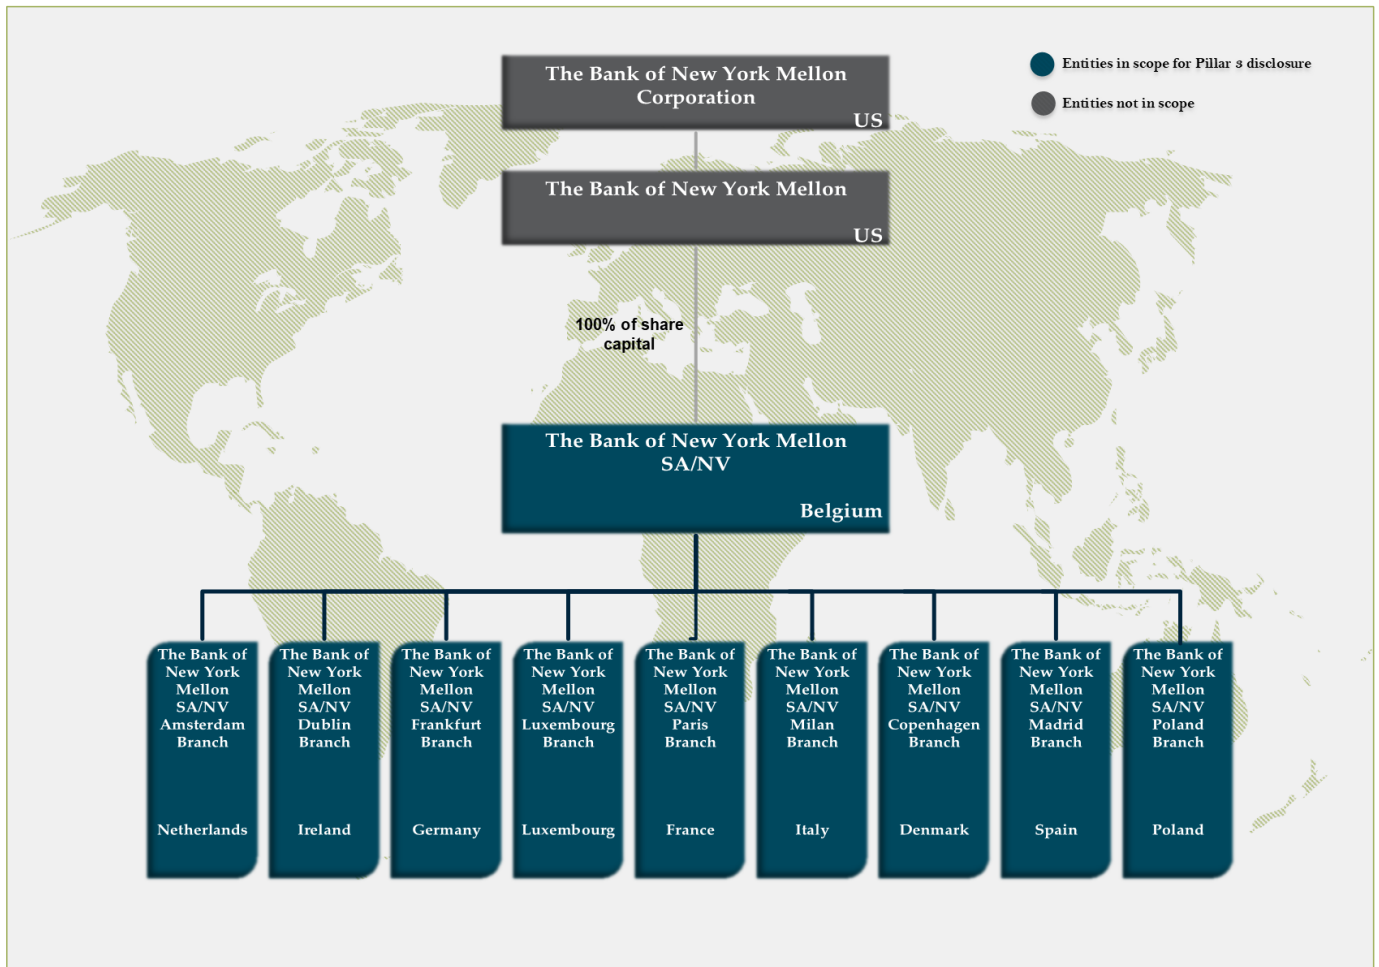 The Bank of New York Mellon
Corporation
US
Entities in scope for Pillar 3 disclosure
Entities not in scope
The Bank of New York Mellon
US
100% of share
capital
The Bank of New York Mellon
SA/NV
Belgium
The Bank of
New York
Mellon
SA/NV
Amsterdam
Branch
Netherlands
The Bank of
New York
Mellon
SA/NV
Dublin
Branch
Ireland
The Bank of
New York
Mellon
SA/NV
Frankfurt
Branch
Germany
The Bank of
New York
Mellon
SA/NV
Luxembourg
Branch
Luxembourg
The Bank of
New York
Mellon
SA/NV
Paris
Branch
France
The Bank of
New York
Mellon
SA/NV
Milan
Branch
Italy
The Bank of
New York
Mellon
SA/NV
Copenhagen
Branch
Denmark
The Bank of
New York
Mellon
SA/NV
Madrid
Branch
Spain
The Bank of
New York
Mellon
SA/NV
Poland
Branch
Poland